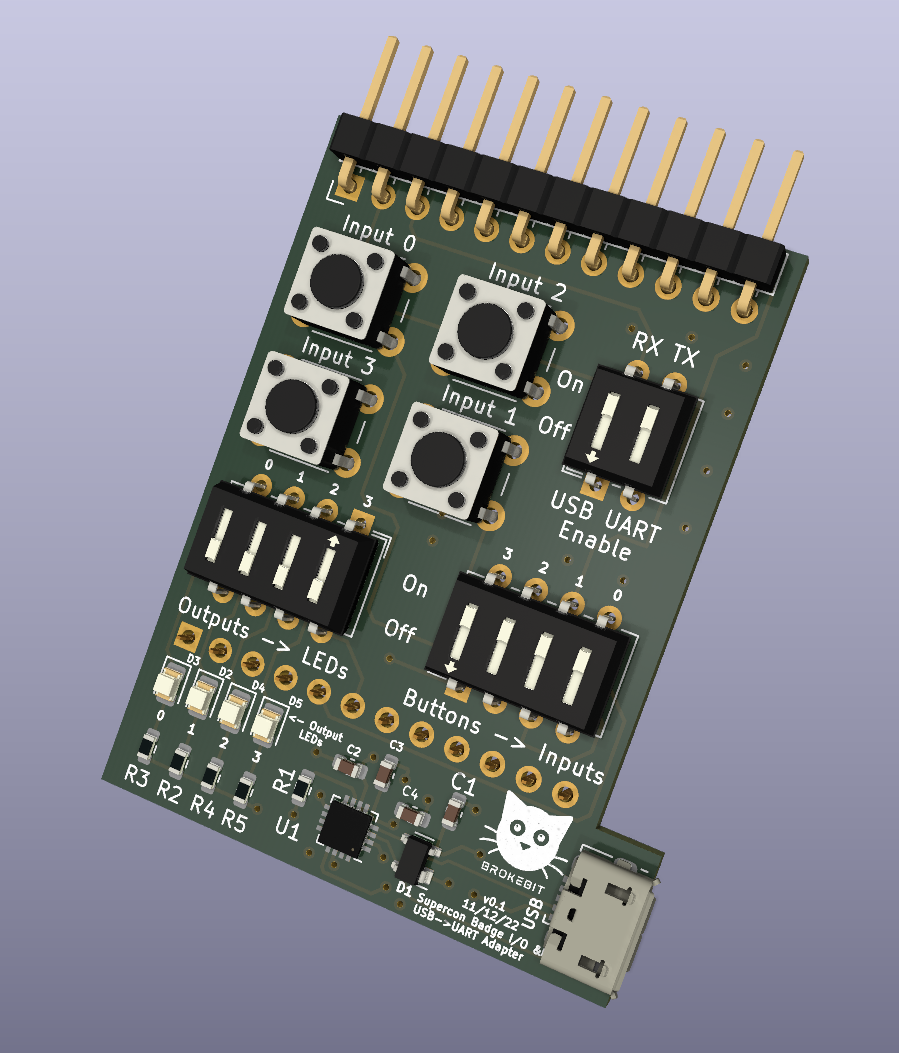 Input 0
Input 2
RX TX
Input 3
Input 1
On
Off
0 1 2 3
USB UART
Enable
3 2 1 0
On
Off
Outputs -> LEDs
Buttons -> Inputs
D3
D2
D4
D5
<- Output
LEDs
0
1
2
3
C2
C3
C4
C1
R3
R2
R4
R5
R1
U1
BROKEBIT
D1
USB
v0.1
11/12/22
Supercon Badge I/O &
USB->UART Adapter